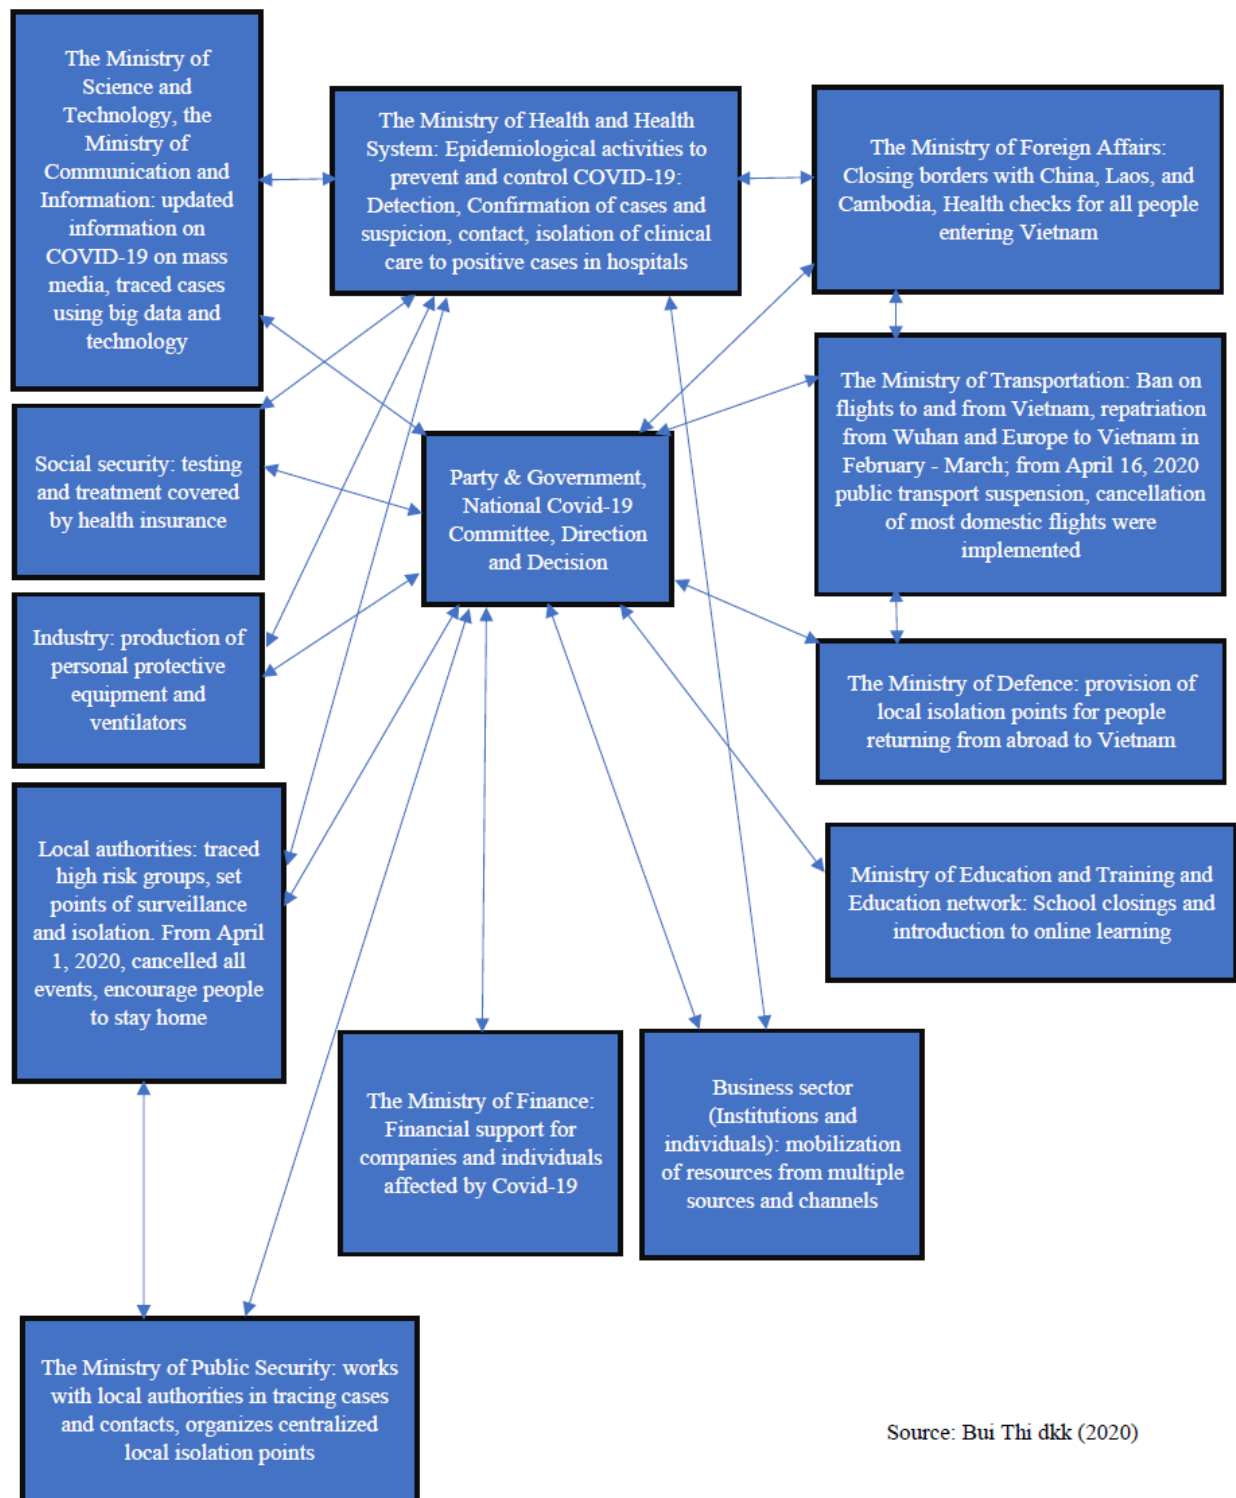 The Ministry of
Science and
Technology, the
Ministry of
Communication and
Information: updated
information on
COVID-19 on mass
media, traced cases
using big data and
technology
The Ministry of Health and Health
System: Epidemiological activities to
prevent and control COVID-19:
Detection, Confirmation of cases and
suspicion, contact, isolation of clinical
care to positive cases in hospitals
The Ministry of Foreign Affairs:
Closing borders with China, Laos, and
Cambodia, Health checks for all people
entering Vietnam
The Ministry of Transportation: Ban on
flights to and from Vietnam, repatriation
from Wuhan and Europe to Vietnam in
February - March; from April 16, 2020
public transport suspension, cancellation
of most domestic flights were
implemented
Social security: testing
and treatment covered
by health insurance
Party & Government,
National Covid-19
Committee, Direction
and Decision
Industry: production of
personal protective
equipment and
ventilators
The Ministry of Defence: provision of
local isolation points for people
returning from abroad to Vietnam
Local authorities: traced
high risk groups, set
points of surveillance
and isolation. From April
1, 2020, cancelled all
events, encourage people
to stay home
Ministry of Education and Training and
Education network: School closings and
introduction to online learning
The Ministry of Finance:
Financial support for
companies and individuals
affected by Covid-19
Business sector
(Institutions and
individuals): mobilization
of resources from multiple
sources and channels
The Ministry of Public Security: works
with local authorities in tracing cases
and contacts, organizes centralized
local isolation points
Source: Bui Thi dkk (2020)